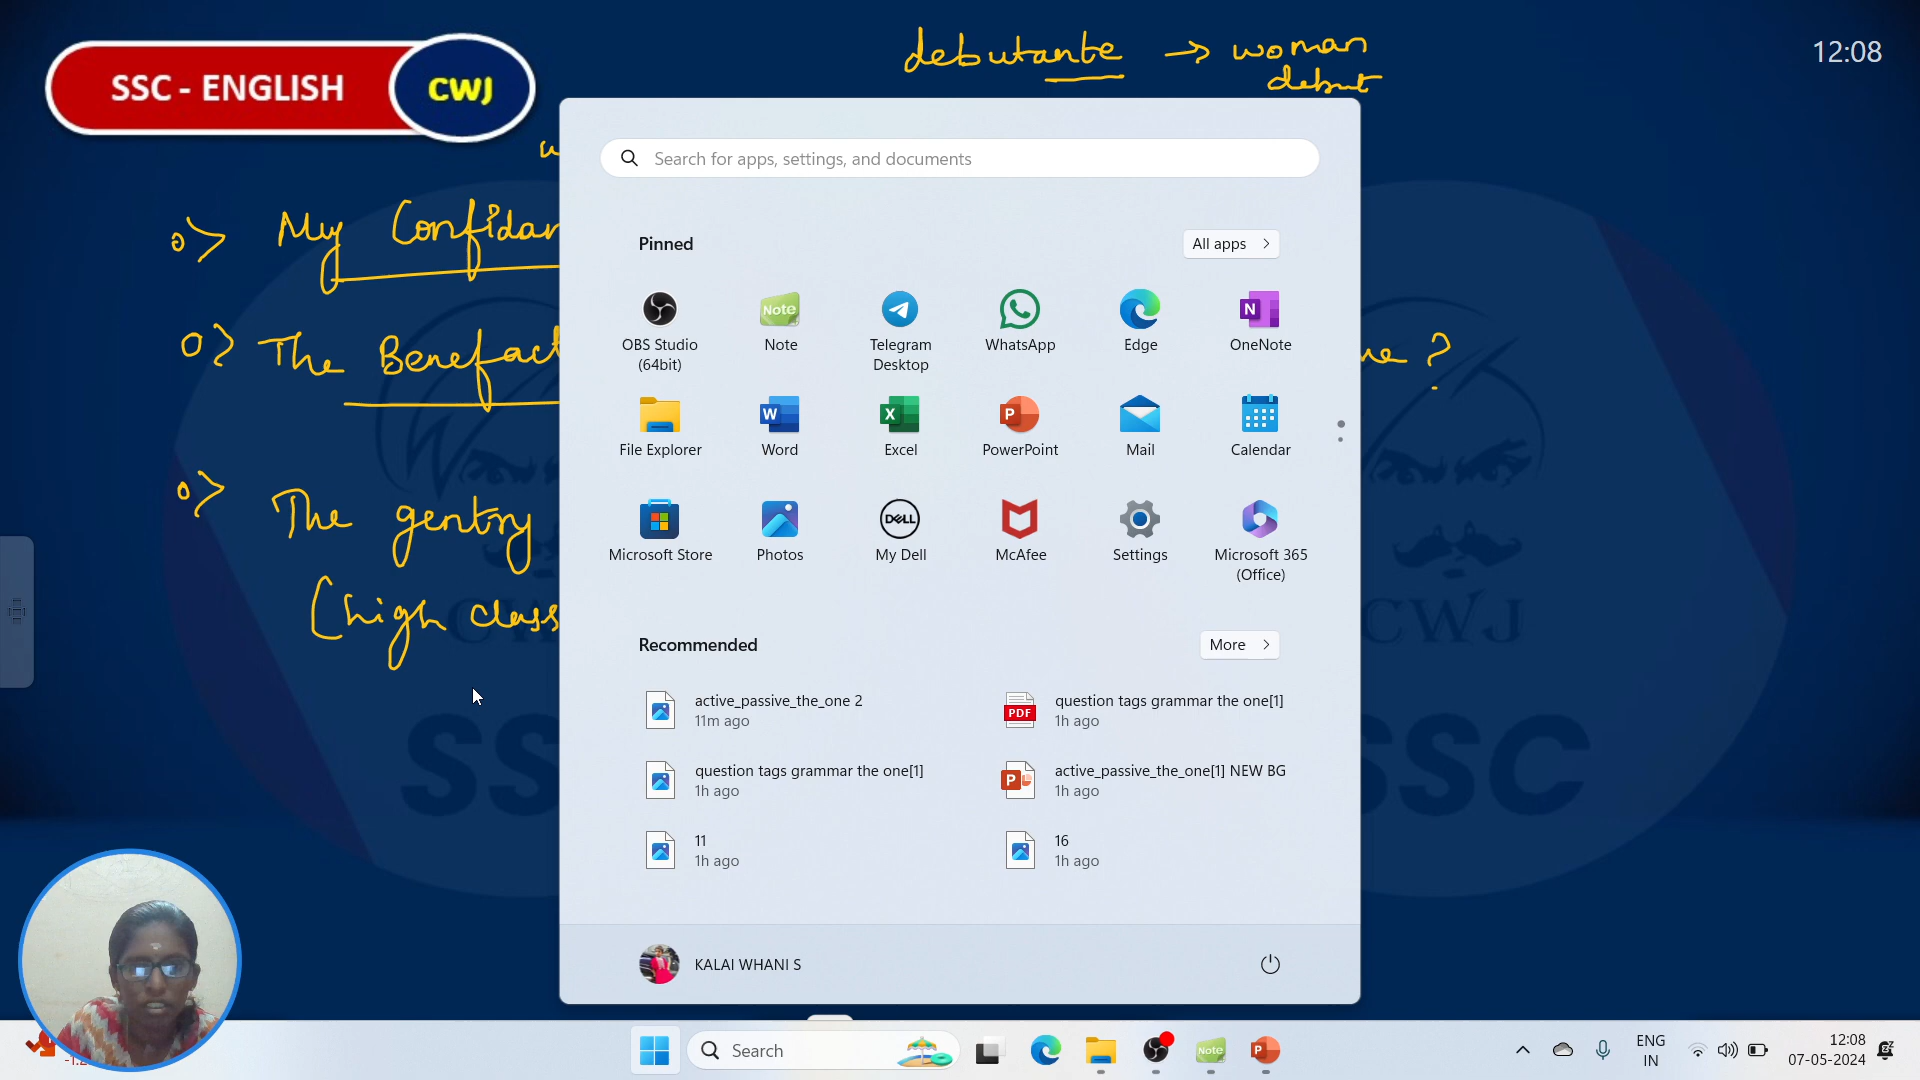 debutante → woman
debut
12:08
SSC - ENGLISH
CWJ
Search for apps, settings, and documents
My Confidan
The Benefact
?
The gentry
(high class
Pinned
All apps
OBS Studio (64bit)
Note
Telegram Desktop
WhatsApp
Edge
OneNote
File Explorer
Word
Excel
PowerPoint
Mail
Calendar
Microsoft Store
Photos
My Dell
McAfee
Settings
Microsoft 365 (Office)
CWJ
SSC
Recommended
More
active_passive_the_one 2
11m ago
question tags grammar the one[1]
1h ago
question tags grammar the one[1]
1h ago
active_passive_the_one[1] NEW BG
1h ago
11
1h ago
16
1h ago
KALAI WHANI S
Search
ENG
IN
12:08
07-05-2024